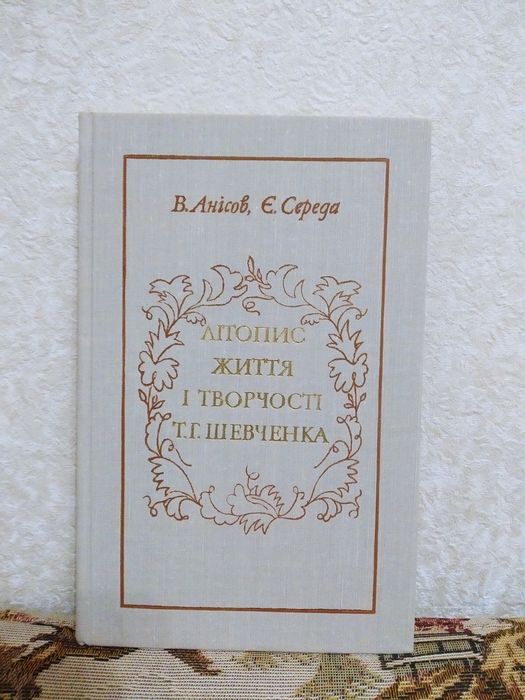 В. Анісов, Є. Середа
ЛІТОПИС
ЖИТТЯ
І ТВОРЧОСТІ
Т. Г. ШЕВЧЕНКА